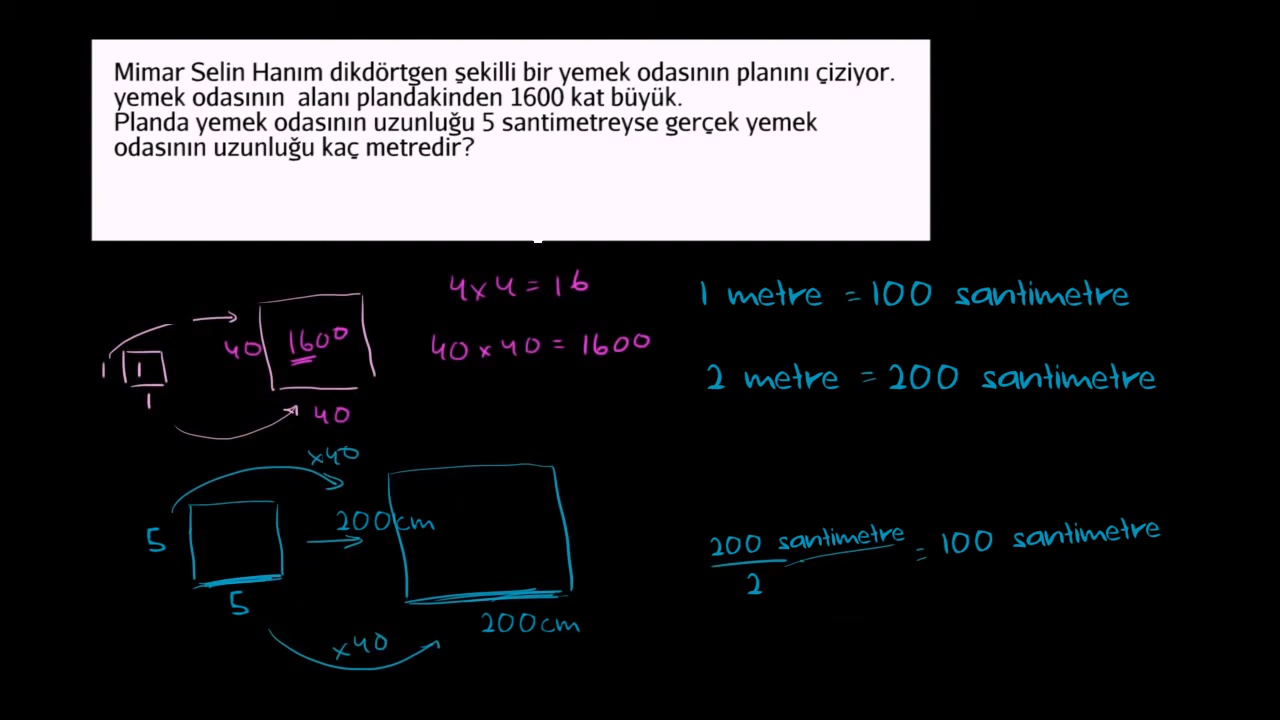 Mimar Selin Hanım dikdörtgen şekilli bir yemek odasının planını çiziyor.
yemek odasının alanı plandakinden 1600 kat büyük.
Planda yemek odasının uzunluğu 5 santimetreyse gerçek yemek
odasının uzunluğu kaç metredir?
4 x 4 = 16
40 x 40 = 1600
1 metre = 100 santimetre
2 metre = 200 santimetre
1 1
1
40 1600
40
x40
5
5
200cm
200cm
x40
200 santimetre = 100 santimetre
2